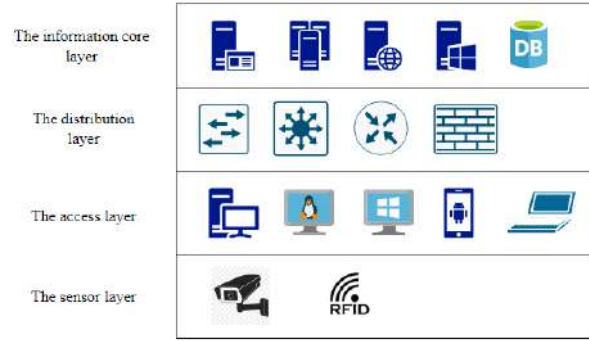 The information core
layer
DB
The distribution
layer
The access layer
The sensor layer
RFID